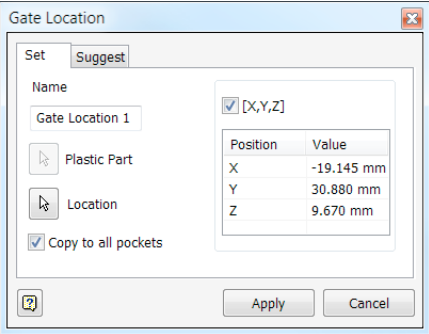 Gate Location
Set Suggest
Name
Gate Location 1
Plastic Part
Location
Copy to all pockets
[X,Y,Z]
Position Value
X -19.145 mm
Y 30.880 mm
Z 9.670 mm
?
Apply Cancel